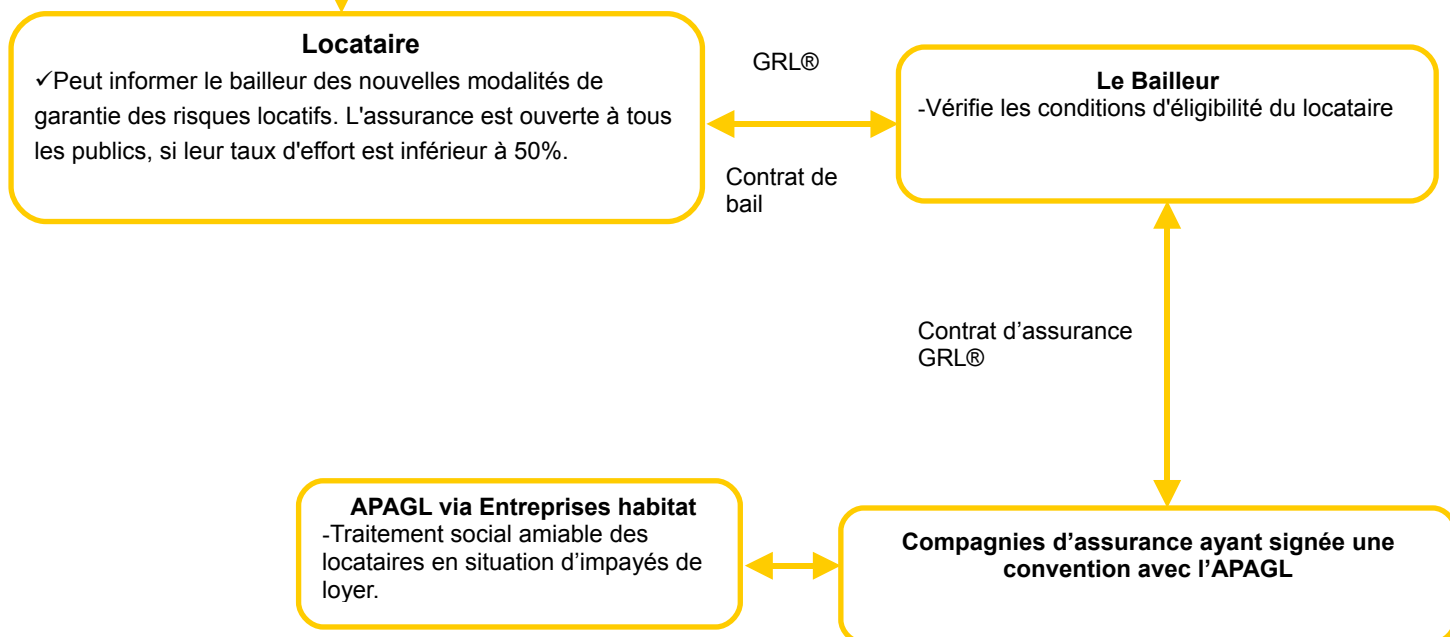 Locataire
✓Peut informer le bailleur des nouvelles modalités de
garantie des risques locatifs. L'assurance est ouverte à tous
les publics, si leur taux d'effort est inférieur à 50%.
GRL®
Contrat de
bail
Le Bailleur
-Vérifie les conditions d'éligibilité du locataire
Contrat d’assurance
GRL®
APAGL via Entreprises habitat
-Traitement social amiable des
locataires en situation d’impayés de
loyer.
Compagnies d’assurance ayant signée une
convention avec l’APAGL